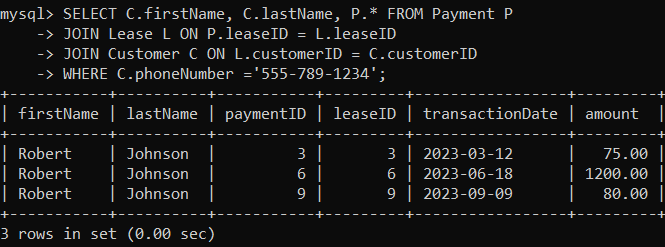 mysql> SELECT C.firstName, C.lastName, P.* FROM Payment P
    -> JOIN Lease L ON P.leaseID = L.leaseID
    -> JOIN Customer C ON L.customerID = C.customerID
    -> WHERE C.phoneNumber ='555-789-1234';
+-----------+----------+-----------+---------+-----------------+---------+
| firstName | lastName | paymentID | leaseID | transactionDate | amount  |
+-----------+----------+-----------+---------+-----------------+---------+
| Robert    | Johnson  |         3 |       3 | 2023-03-12      |   75.00 |
| Robert    | Johnson  |         6 |       6 | 2023-06-18      | 1200.00 |
| Robert    | Johnson  |         9 |       9 | 2023-09-09      |   80.00 |
+-----------+----------+-----------+---------+-----------------+---------+
3 rows in set (0.00 sec)